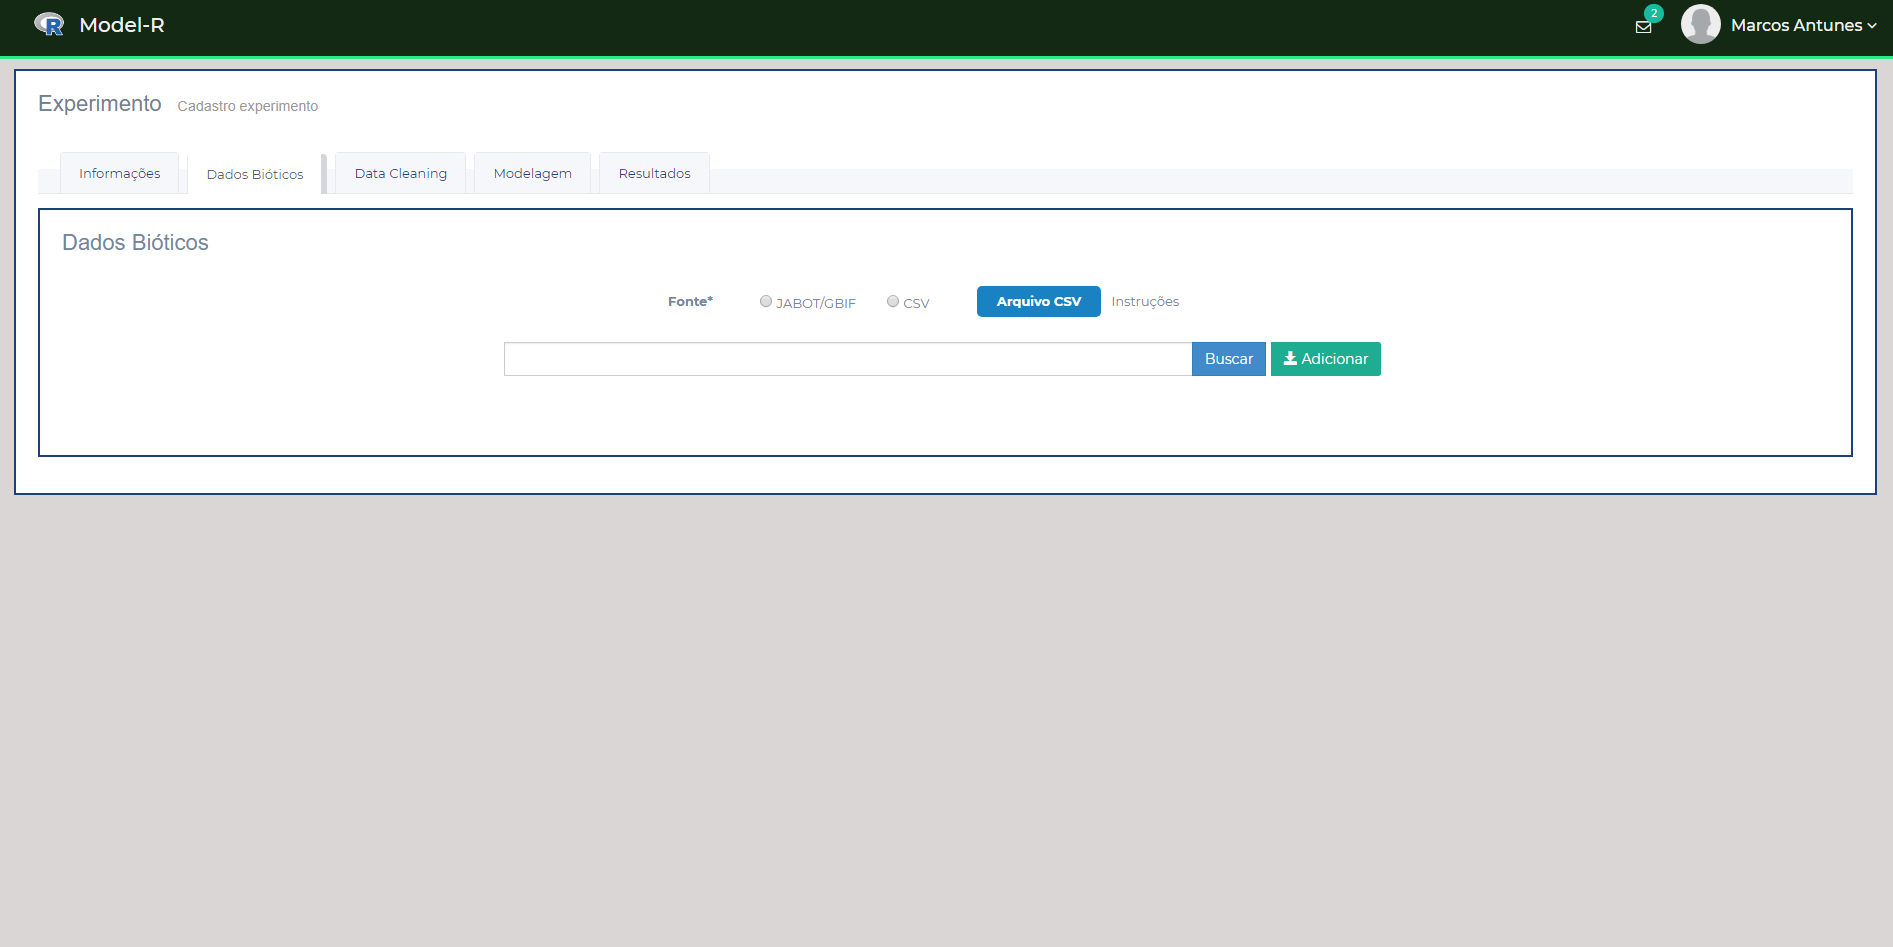 R Model-R
2
Marcos Antunes
Experimento Cadastro experimento
Informações Dados Bióticos Data Cleaning Modelagem Resultados
Dados Bióticos
Fonte* JABOT/GBIF CSV Arquivo CSV Instruções
Buscar Adicionar